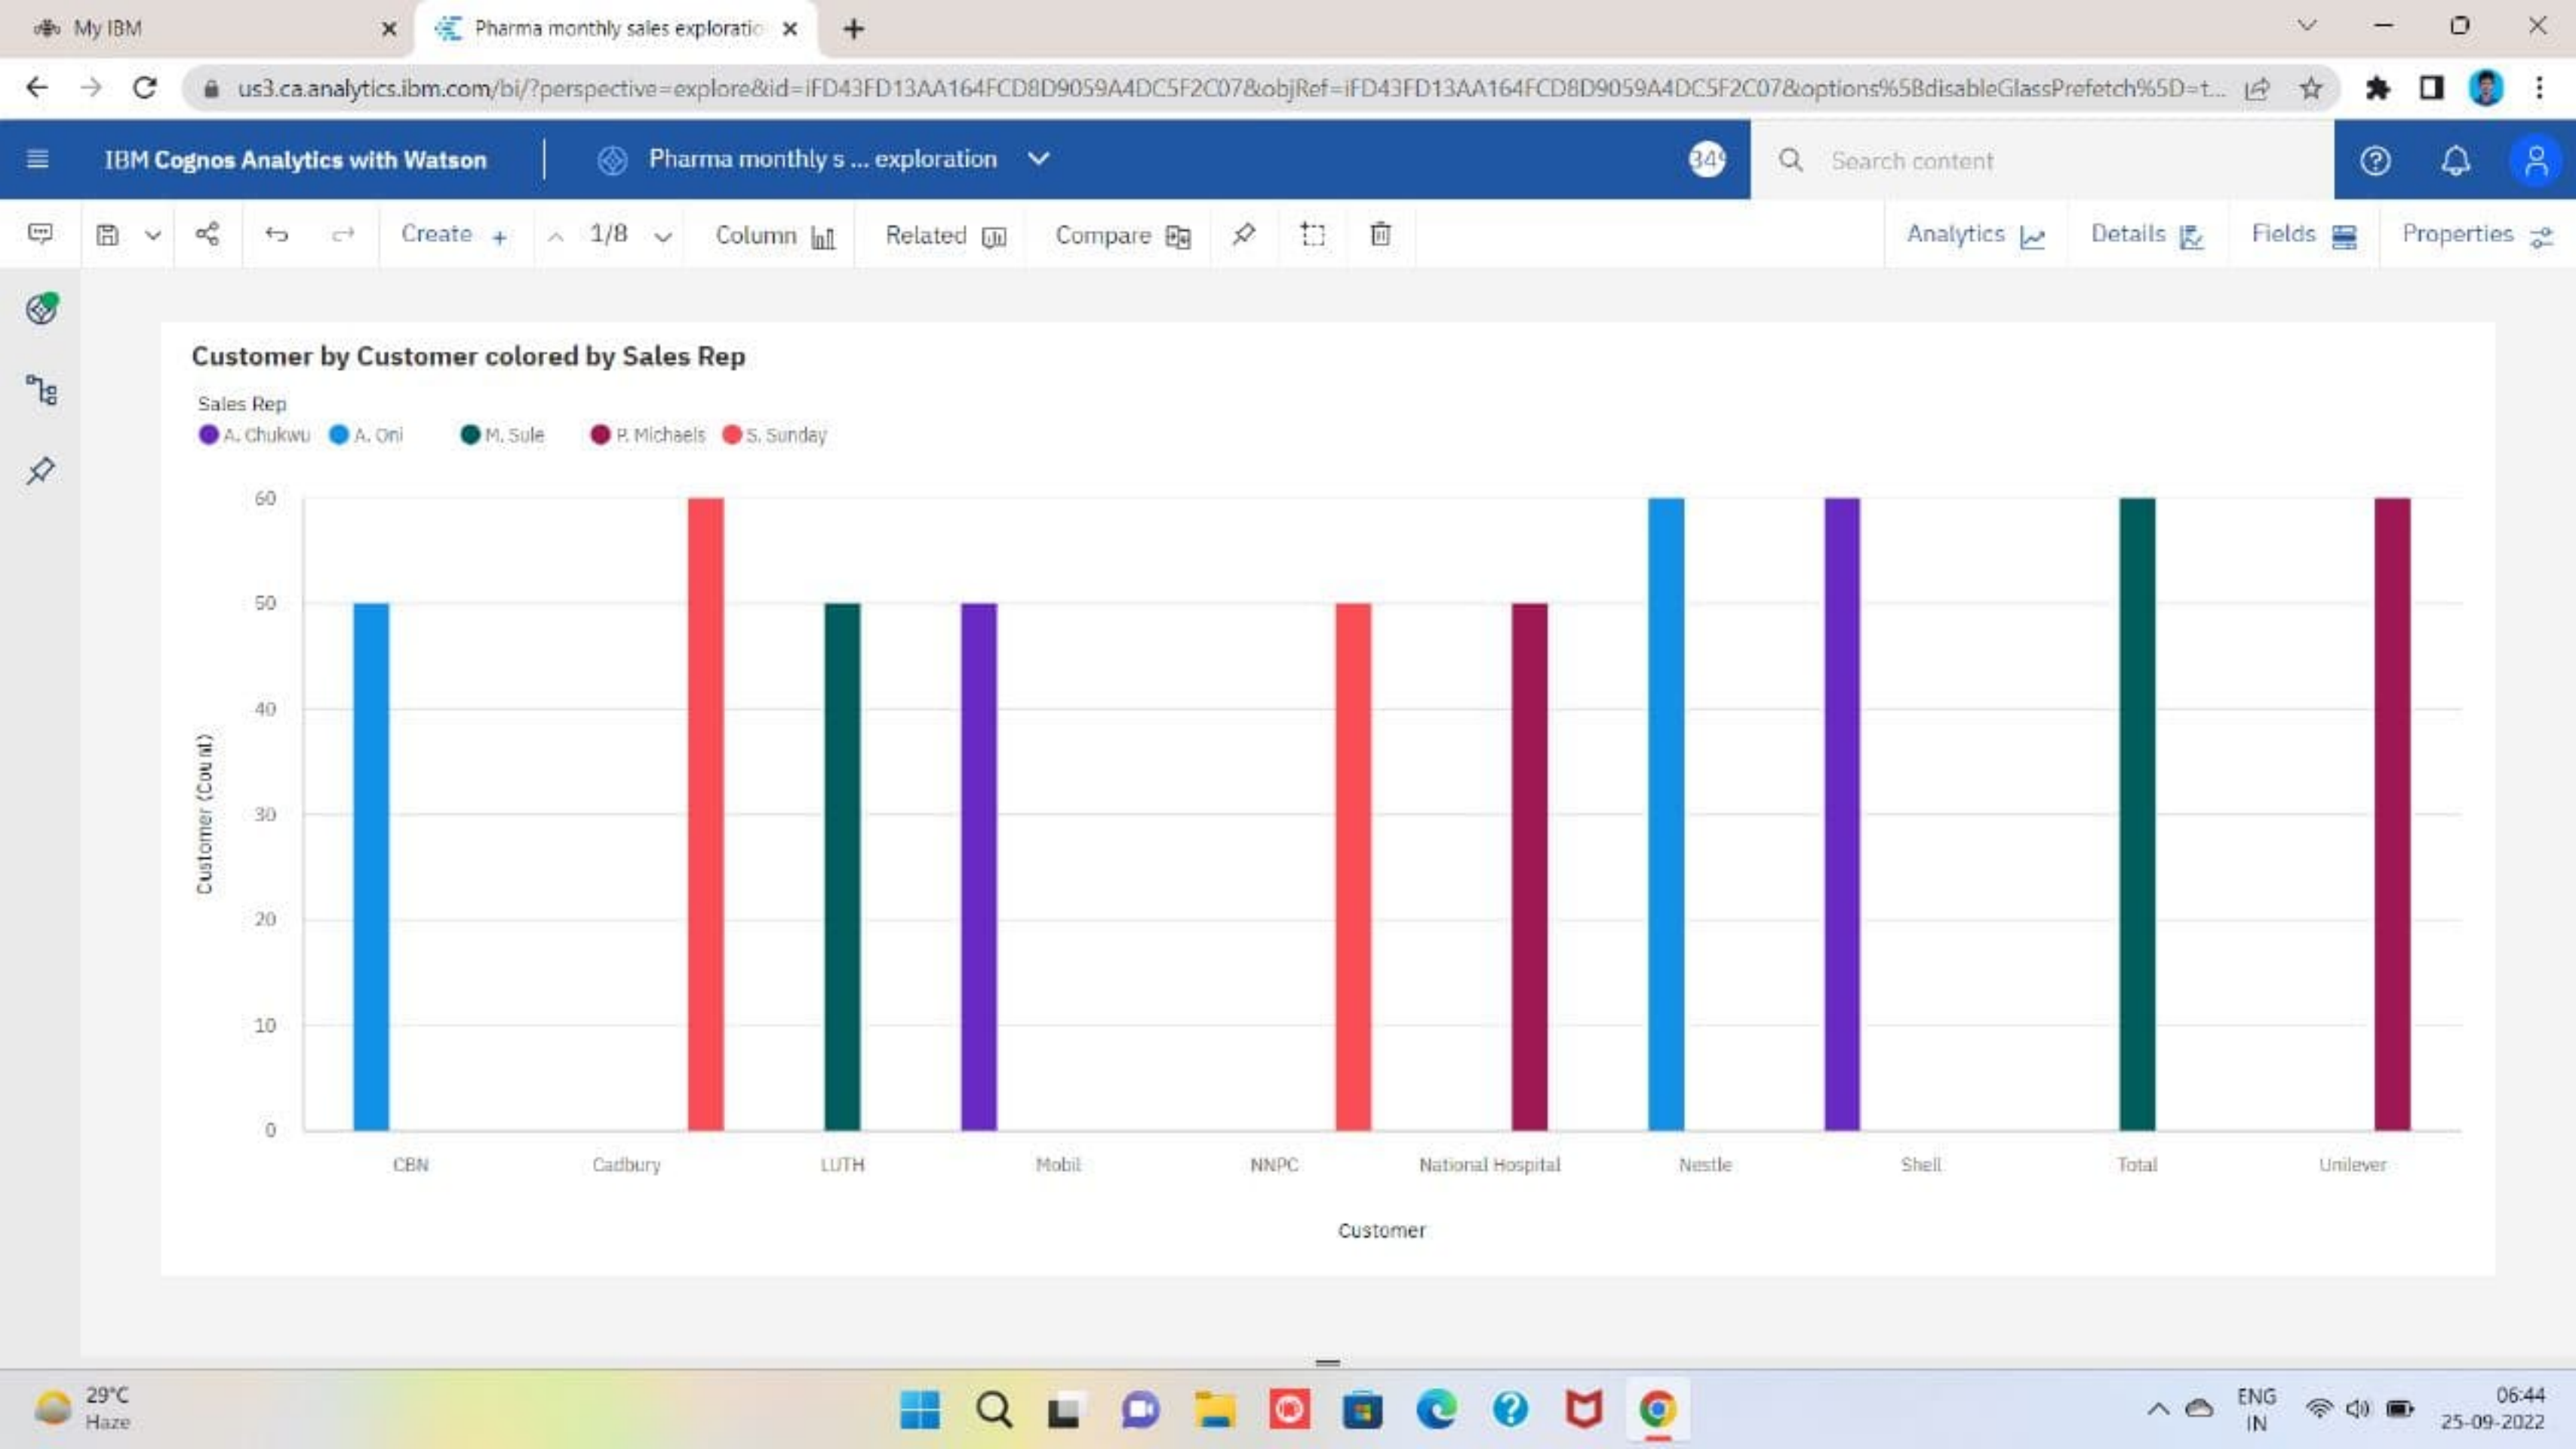 My IBM
Pharma monthly sales exploratio
us3.ca.analytics.ibm.com/bi/?perspective=explore&id=iFD43FD13AA164FCD8D9059A4DC5F2C07&objRef=iFD43FD13AA164FCD8D9059A4DC5F2C07&options%5BdisableGlassPrefetch%5D=t...
IBM Cognos Analytics with Watson
Pharma monthly s ... exploration
Search content
Create + 1/8 Column Related Compare Analytics Details Fields Properties
Customer by Customer colored by Sales Rep
Sales Rep
A. Chukwu A. Oni M. Sule P. Michaels S. Sunday
60
50
40
30
20
10
0
Customer (Count)
CBN Cadbury LUTH Mobil NNPC National Hospital Nestle Shell Total Unilever
Customer
29°C
Haze
ENG
IN
06:44
25-09-2022